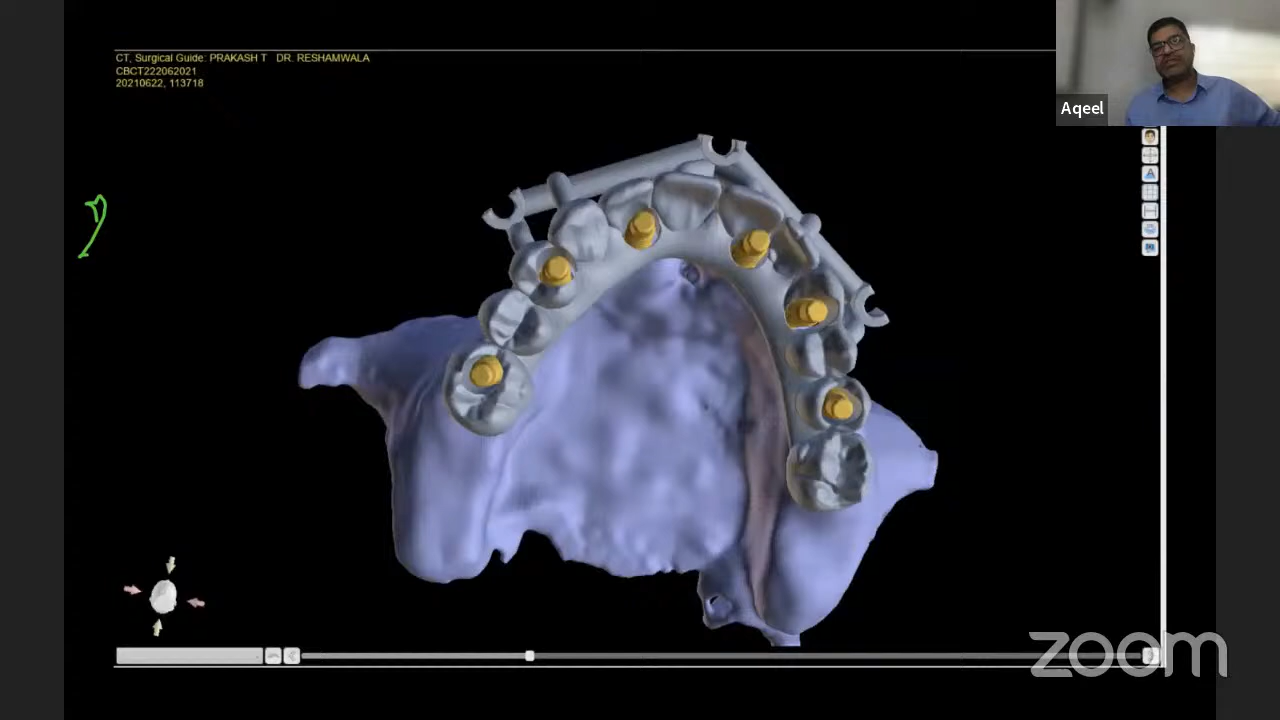 CT, Surgical Guide: PRAKASH T DR. RESHAMWALA
CBCT222062021
20210622, 113718
Aqeel
zoom